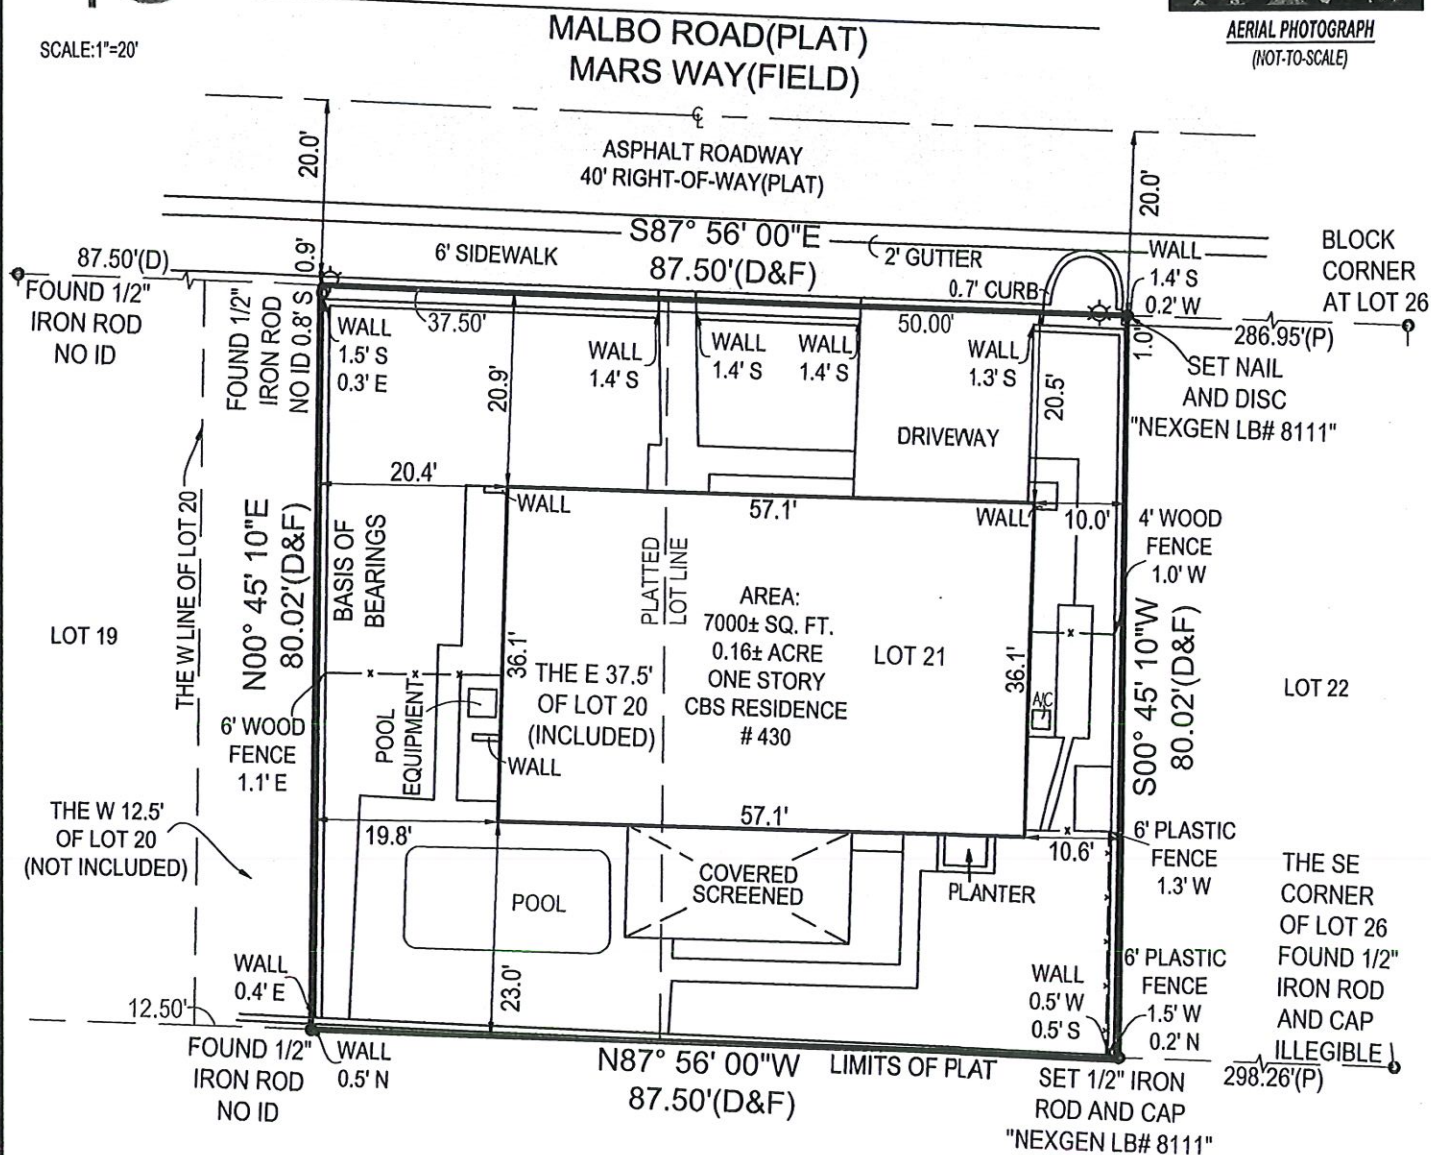 SCALE:1"=20'
MALBO ROAD(PLAT)
MARS WAY(FIELD)
AERIAL PHOTOGRAPH
(NOT-TO-SCALE)
20.0'
℄
ASPHALT ROADWAY
40' RIGHT-OF-WAY(PLAT)
20.0'
87.50'(D)
0.9'
6' SIDEWALK
S87° 56' 00"E
87.50'(D&F)
2' GUTTER
0.7' CURB
WALL
1.4' S
0.2' W
BLOCK
CORNER
AT LOT 26
286.95'(P)
FOUND 1/2"
IRON ROD
NO ID
FOUND 1/2"
IRON ROD
NO ID 0.8' S
WALL
1.5' S
0.3' E
37.50'
20.9'
WALL
1.4' S
WALL
1.4' S
WALL
1.4' S
50.00'
WALL
1.3' S
20.5'
1.0'
SET NAIL
AND DISC
"NEXGEN LB# 8111"
DRIVEWAY
20.4'
WALL
57.1'
WALL
10.0'
4' WOOD
FENCE
1.0' W
THE W LINE OF LOT 20
N00° 45' 10"E
80.02'(D&F)
BASIS OF
BEARINGS
PLATTED
LOT LINE
AREA:
7000± SQ. FT.
0.16± ACRE
ONE STORY
CBS RESIDENCE
# 430
LOT 21
36.1'
36.1'
THE E 37.5'
OF LOT 20
(INCLUDED)
LOT 19
S00° 45' 10"W
80.02'(D&F)
LOT 22
6' WOOD
FENCE
1.1' E
POOL
EQUIPMENT
WALL
A/C
THE W 12.5'
OF LOT 20
(NOT INCLUDED)
19.8'
57.1'
10.6'
6' PLASTIC
FENCE
1.3' W
POOL
COVERED
SCREENED
PLANTER
THE SE
CORNER
OF LOT 26
FOUND 1/2"
IRON ROD
AND CAP
ILLEGIBLE
WALL
0.4' E
23.0'
WALL
0.5' W
0.5' S
6' PLASTIC
FENCE
1.5' W
0.2' N
12.50'
FOUND 1/2"
IRON ROD
NO ID
WALL
0.5' N
N87° 56' 00"W
87.50'(D&F)
LIMITS OF PLAT
SET 1/2" IRON
ROD AND CAP
"NEXGEN LB# 8111"
298.26'(P)